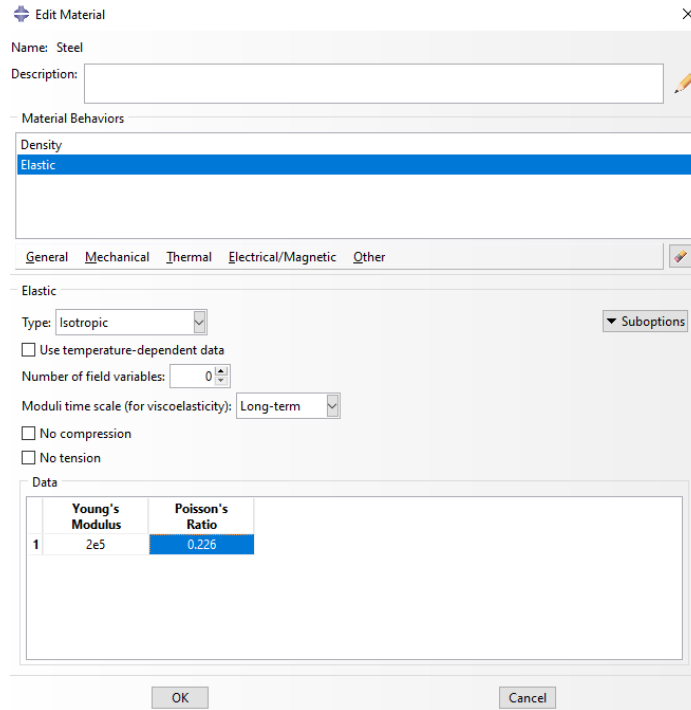 Edit Material
Name: Steel
Description:
Material Behaviors
Density
Elastic
General Mechanical Thermal Electrical/Magnetic Other
Elastic
Type: Isotropic
Suboptions
Use temperature-dependent data
Number of field variables: 0
Moduli time scale (for viscoelasticity): Long-term
No compression
No tension
Data
Young's Modulus Poisson's Ratio
1 2e5 0.226
OK Cancel